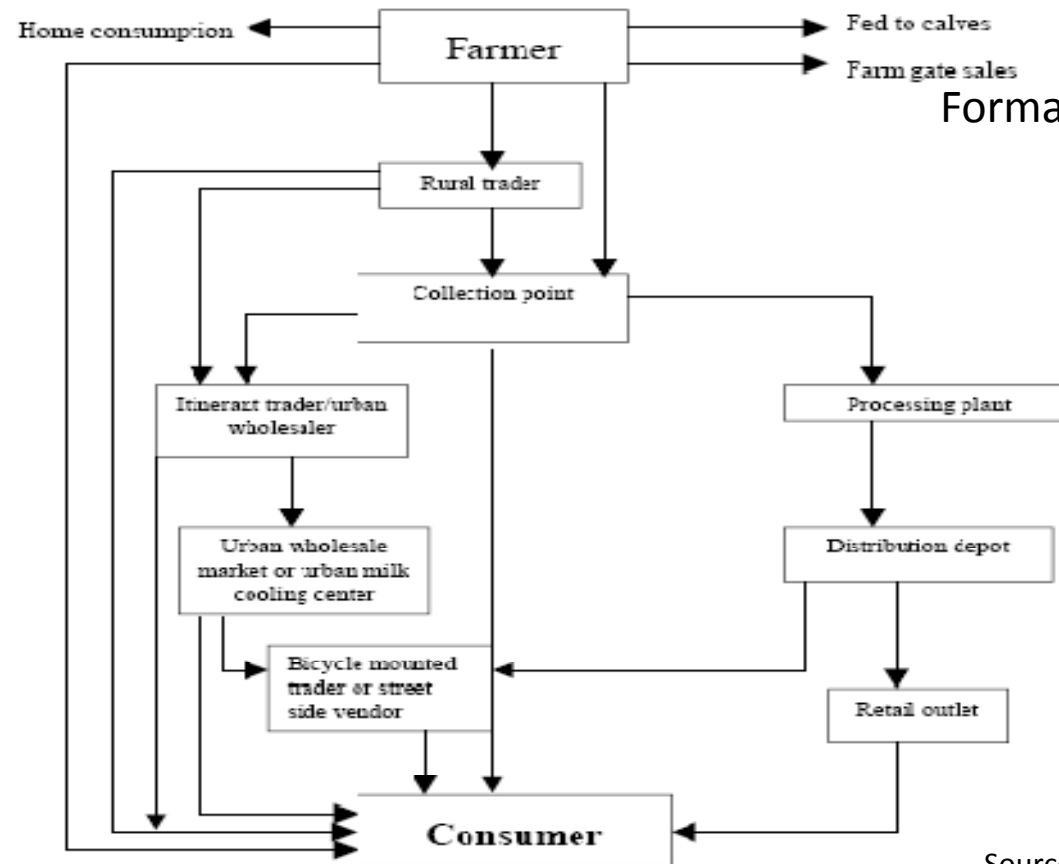 Home consumption
Farmer
Fed to calves
Farm gate sales
Forma
Rural trader
Collection point
Itinerant trader/urban
wholesaler
Processing plant
Urban wholesale
market or urban milk
cooling center
Distribution depot
Bicycle mounted
trader or street
side vendor
Retail outlet
Consumer
Source